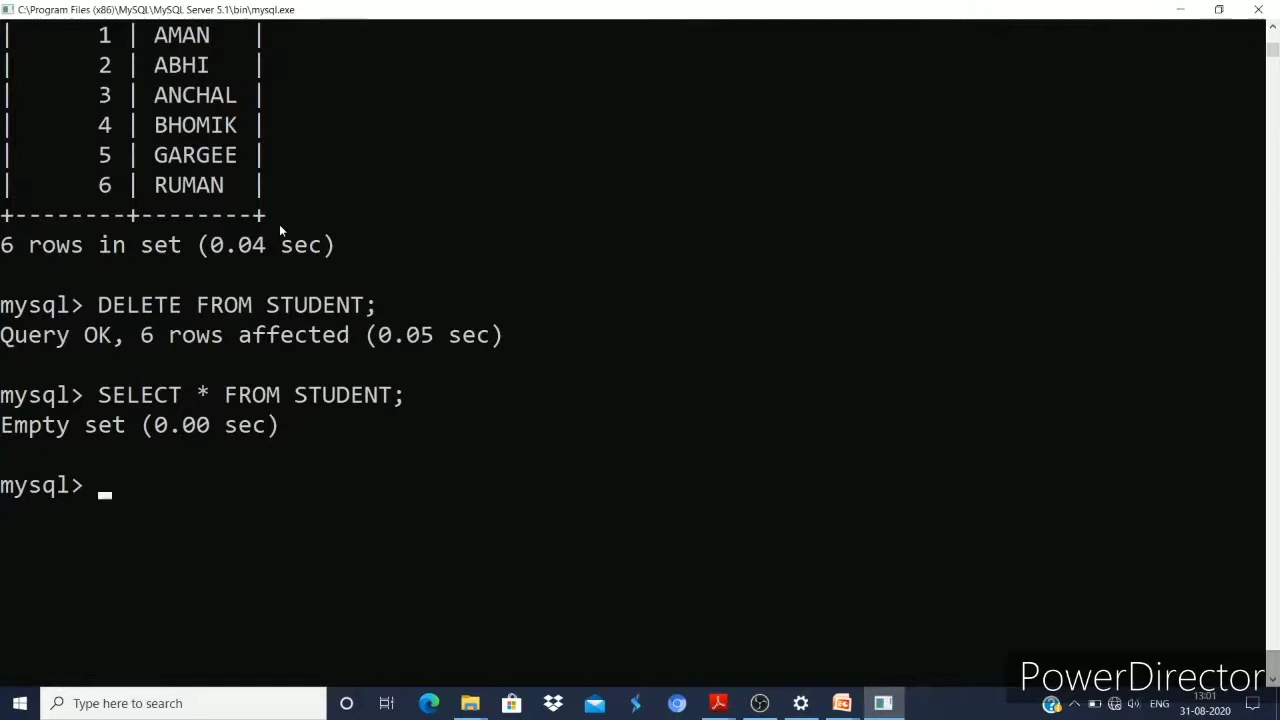 C:\Program Files (x86)\MySQL\MySQL Server 5.1\bin\mysql.exe
| 1 | AMAN |
| 2 | ABHI |
| 3 | ANCHAL |
| 4 | BHOMIK |
| 5 | GARGEE |
| 6 | RUMAN |
+--------+--------+
6 rows in set (0.04 sec)
mysql> DELETE FROM STUDENT;
Query OK, 6 rows affected (0.05 sec)
mysql> SELECT * FROM STUDENT;
Empty set (0.00 sec)
mysql> _
PowerDirector
Type here to search
ENG
13:01
31-08-2020